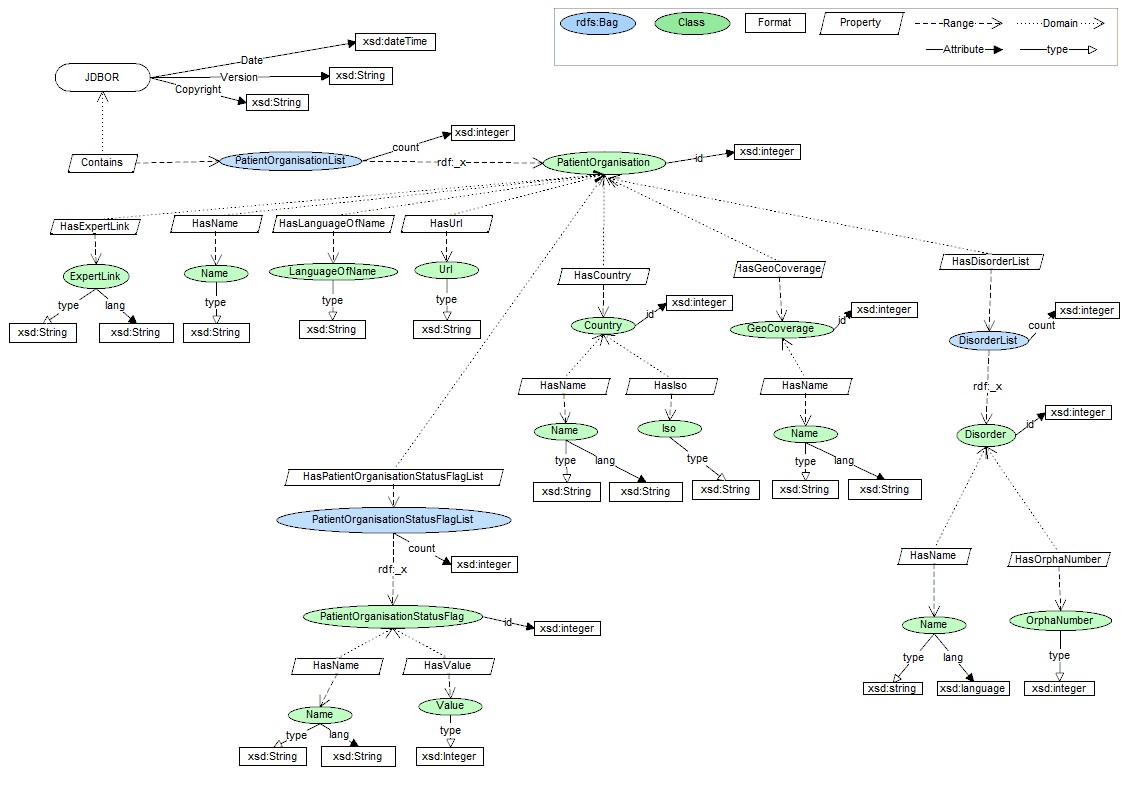 rdfs:Bag
Class
Format
Property
Range
Domain
Attribute
type
JDBOR
Date
xsd:dateTime
Version
xsd:String
Copyright
xsd:String
Contains
PatientOrganisationList
count
xsd:integer
rdf:_x
PatientOrganisation
id
xsd:integer
HasExpertLink
HasName
HasLanguageOfName
HasUrl
ExpertLink
Name
LanguageOfName
Url
type
lang
type
type
type
xsd:String
xsd:String
xsd:String
xsd:String
xsd:String
HasCountry
HasGeoCoverage
HasDisorderList
Country
id
xsd:integer
GeoCoverage
id
xsd:integer
DisorderList
count
xsd:integer
rdf:_x
HasName
HasIso
HasName
Name
Iso
Name
type
lang
type
type
lang
xsd:String
xsd:String
xsd:String
xsd:String
xsd:String
Disorder
id
xsd:integer
HasPatientOrganisationStatusFlagList
PatientOrganisationStatusFlagList
count
xsd:integer
rdf:_x
PatientOrganisationStatusFlag
id
xsd:integer
HasName
HasValue
Name
Value
type
lang
type
xsd:String
xsd:String
xsd:Integer
HasName
HasOrphaNumber
Name
OrphaNumber
type
lang
type
xsd:string
xsd:language
xsd:integer